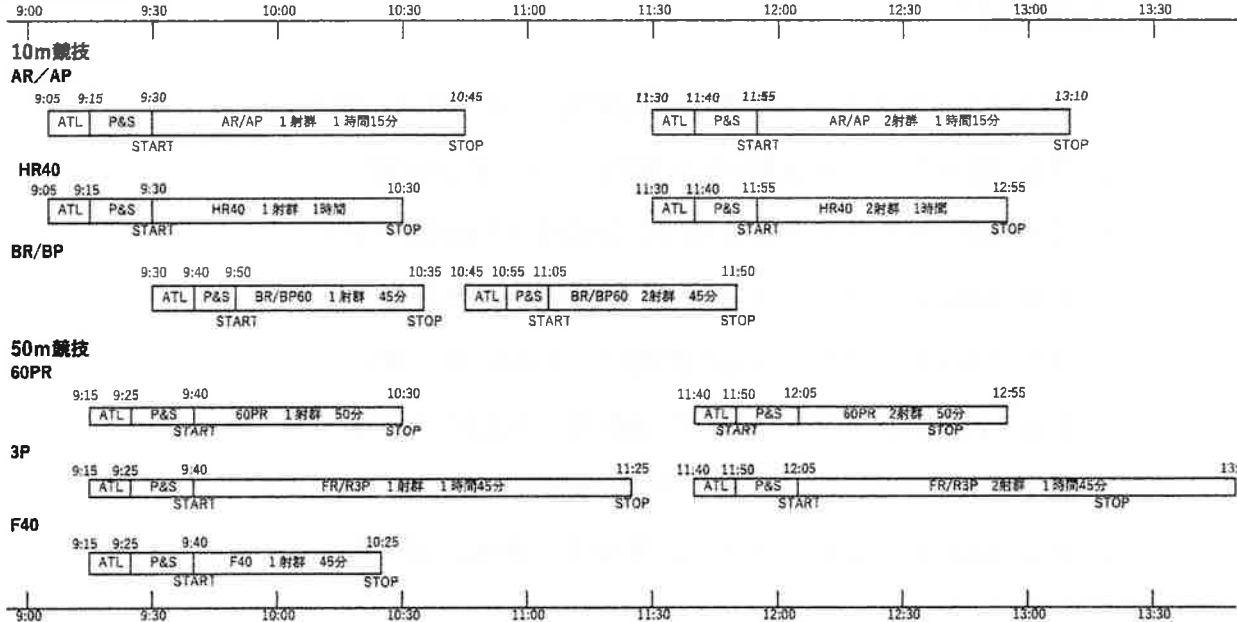 9:00 9:30 10:00 10:30 11:00 11:30 12:00 12:30 13:00 13:30
10m競技
AR/AP
9:05 9:15 9:30 10:45 11:30 11:40 11:55 13:10
ATL P&S AR/AP 1射群 1時間15分 ATL P&S AR/AP 2射群 1時間15分
START STOP START STOP
HR40
9:05 9:15 9:30 10:30 11:30 11:40 11:55 12:55
ATL P&S HR40 1射群 1時間 ATL P&S HR40 2射群 1時間
START STOP START STOP
BR/BP
9:30 9:40 9:50 10:35 10:45 10:55 11:05 11:50
ATL P&S BR/BP60 1射群 45分 ATL P&S BR/BP60 2射群 45分
START STOP START STOP
50m競技
60PR
9:15 9:25 9:40 10:30 11:40 11:50 12:05 12:55
ATL P&S 60PR 1射群 50分 ATL P&S 60PR 2射群 50分
START STOP START STOP
3P
9:15 9:25 9:40 11:25 11:40 11:50 12:05 13:
ATL P&S FR/R3P 1射群 1時間45分 ATL P&S FR/R3P 2射群 1時間45分
START STOP START STOP
F40
9:15 9:25 9:40 10:25
ATL P&S F40 1射群 45分
START STOP
9:00 9:30 10:00 10:30 11:00 11:30 12:00 12:30 13:00 13:30